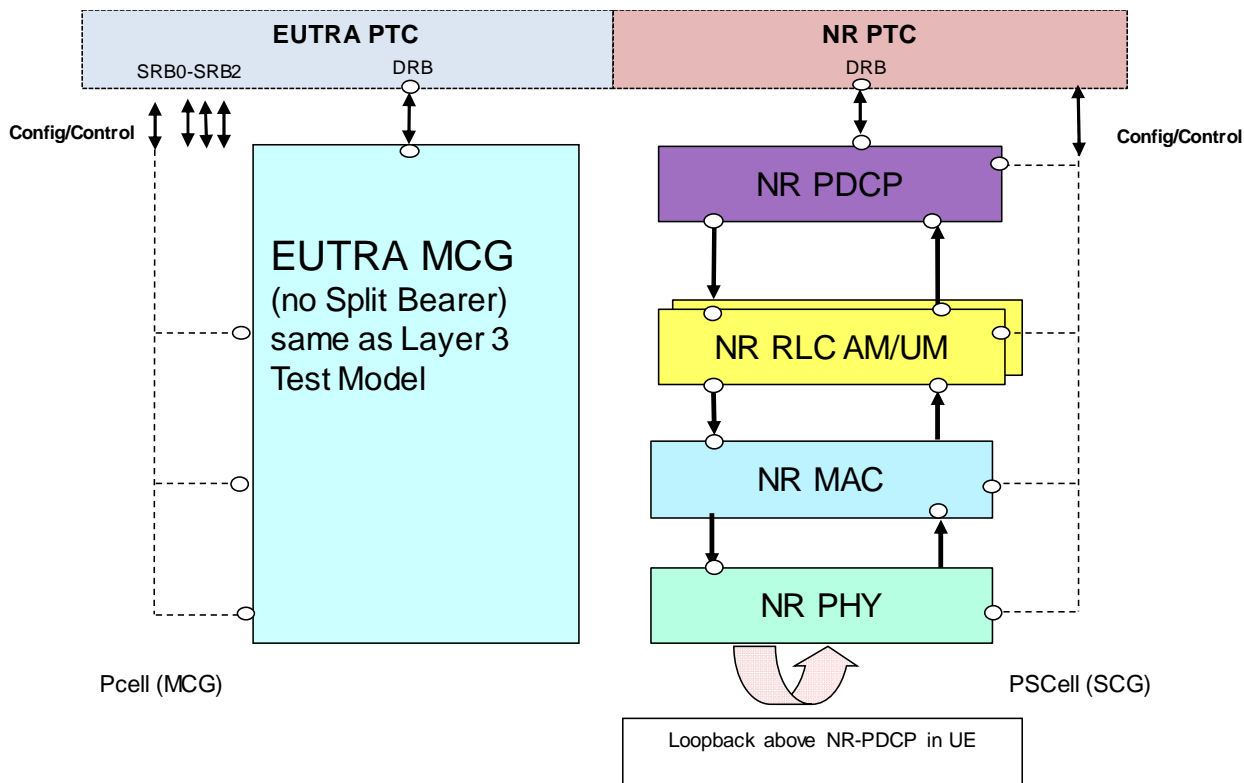 EUTRA PTC
NR PTC
SRB0-SRB2
DRB
DRB
Config/Control
Config/Control
NR PDCP
EUTRA MCG
(no Split Bearer)
same as Layer 3
Test Model
NR RLC AM/UM
NR MAC
NR PHY
Pcell (MCG)
PSCell (SCG)
Loopback above NR-PDCP in UE